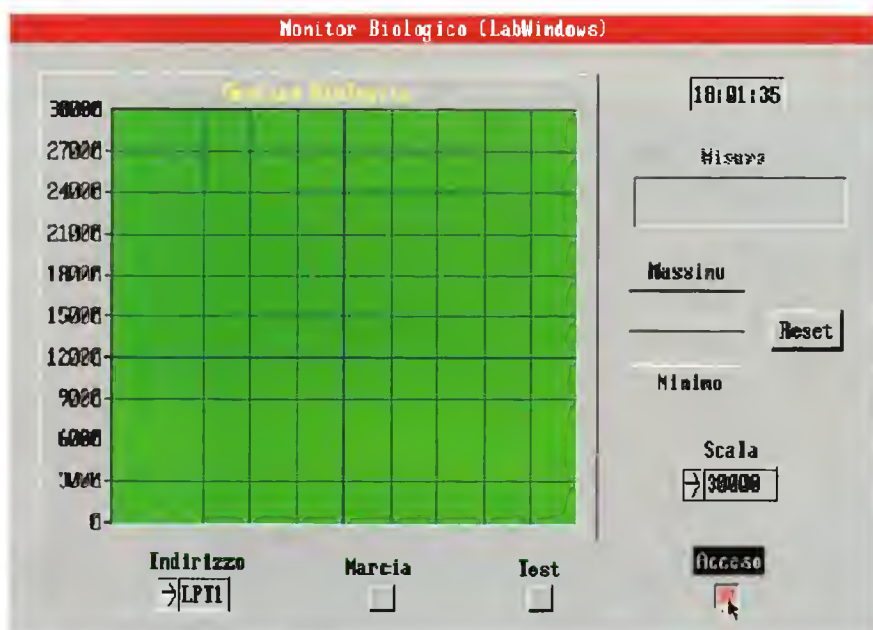 Monitor Biologico (LabWindows)
18:01:35
30000
27000
24000
21000
18000
15000
12000
9000
6000
3000
0
Misura
Massimo
Reset
Minimo
Scala
30000
Indirizzo
LPT1
Marcia
Test
Acceso